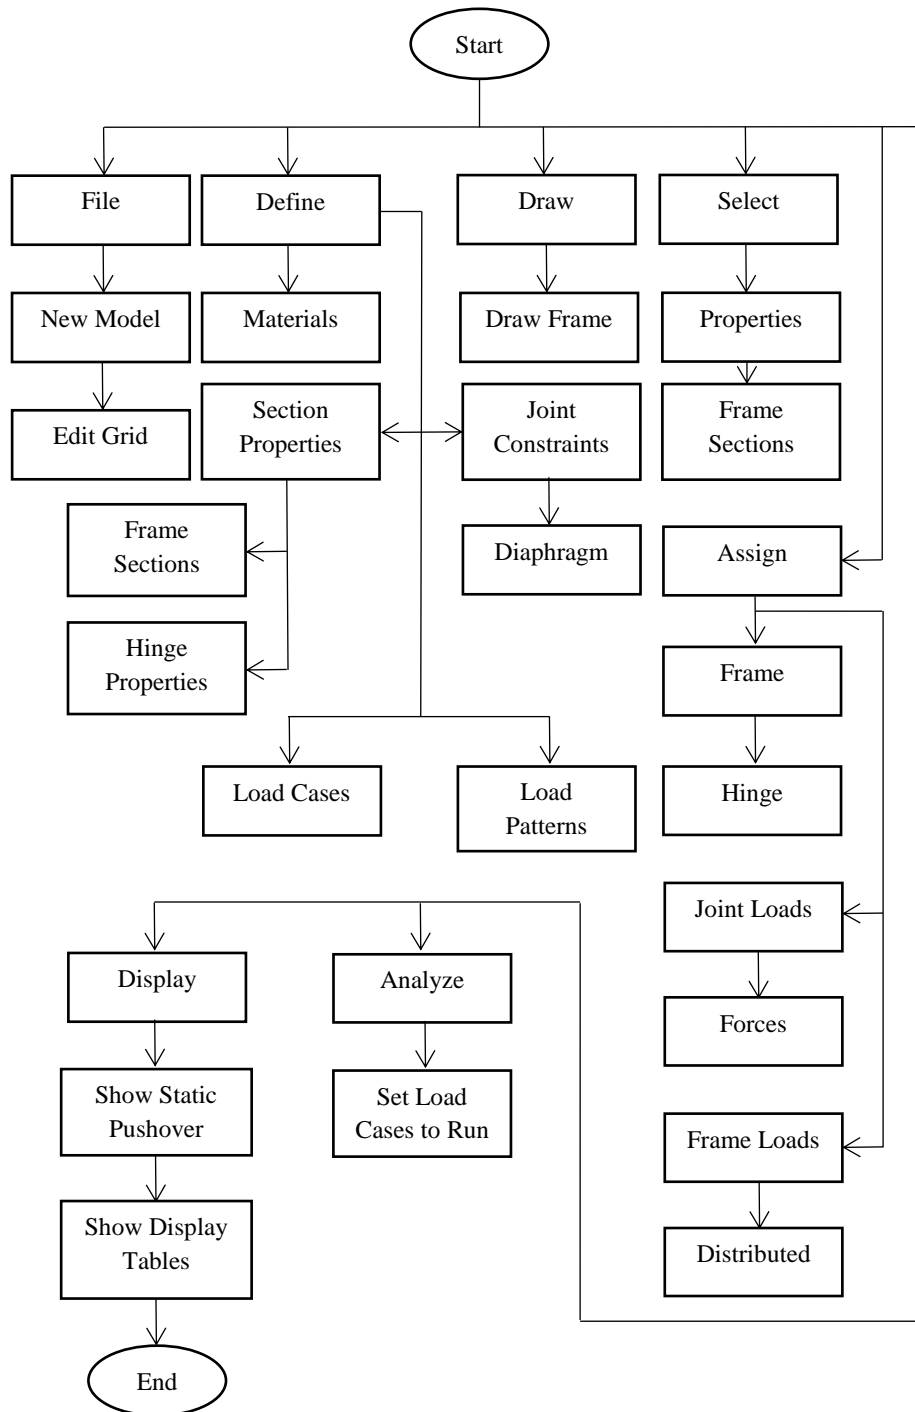 Start
File
Define
Draw
Select
New Model
Materials
Draw Frame
Properties
Edit Grid
Section
Properties
Joint
Constraints
Frame
Sections
Frame
Sections
Diaphragm
Assign
Hinge
Properties
Frame
Load Cases
Load
Patterns
Hinge
Joint Loads
Display
Analyze
Forces
Show Static
Pushover
Set Load
Cases to Run
Frame Loads
Show Display
Tables
Distributed
End